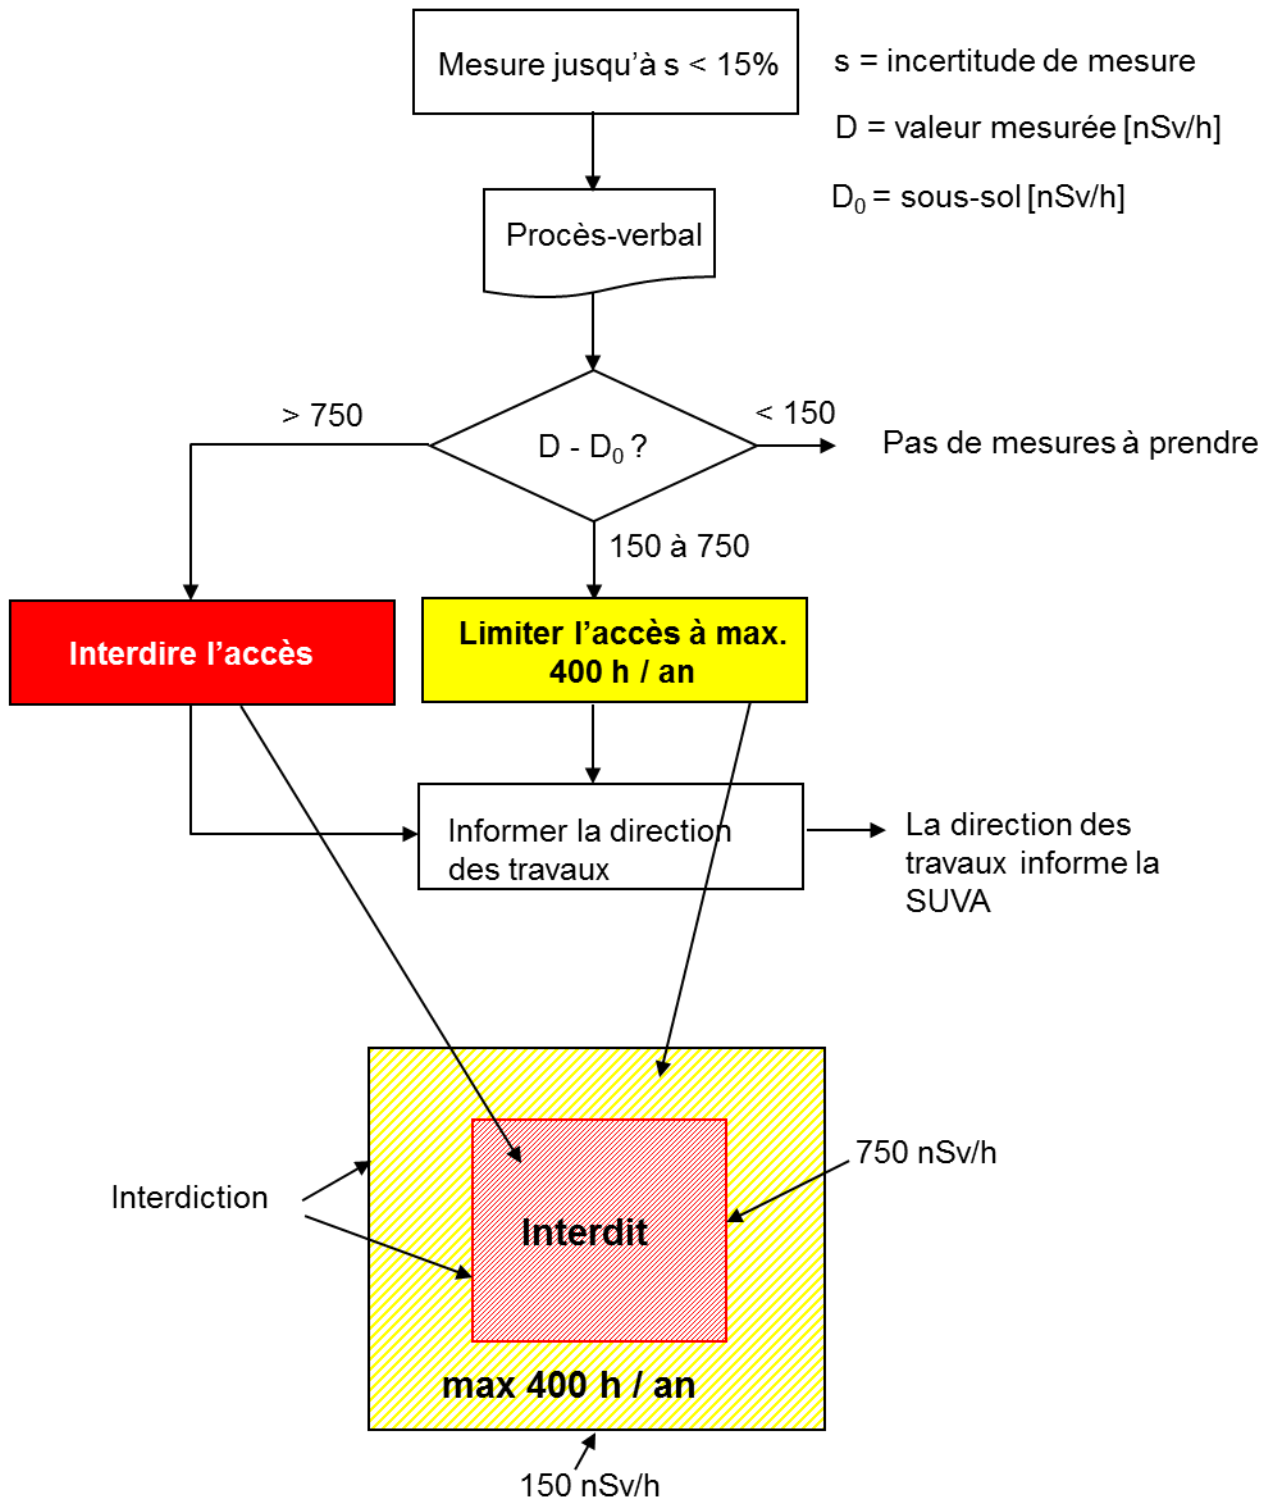 Mesure jusqu'à s < 15%
s = incertitude de mesure
D = valeur mesurée [nSv/h]
D₀ = sous-sol [nSv/h]
Procès-verbal
> 750
< 150
D - D₀ ?
Pas de mesures à prendre
150 à 750
Interdire l'accès
Limiter l'accès à max.
400 h / an
Informer la direction
des travaux
La direction des
travaux informe la
SUVA
750 nSv/h
Interdiction
Interdit
max 400 h / an
150 nSv/h